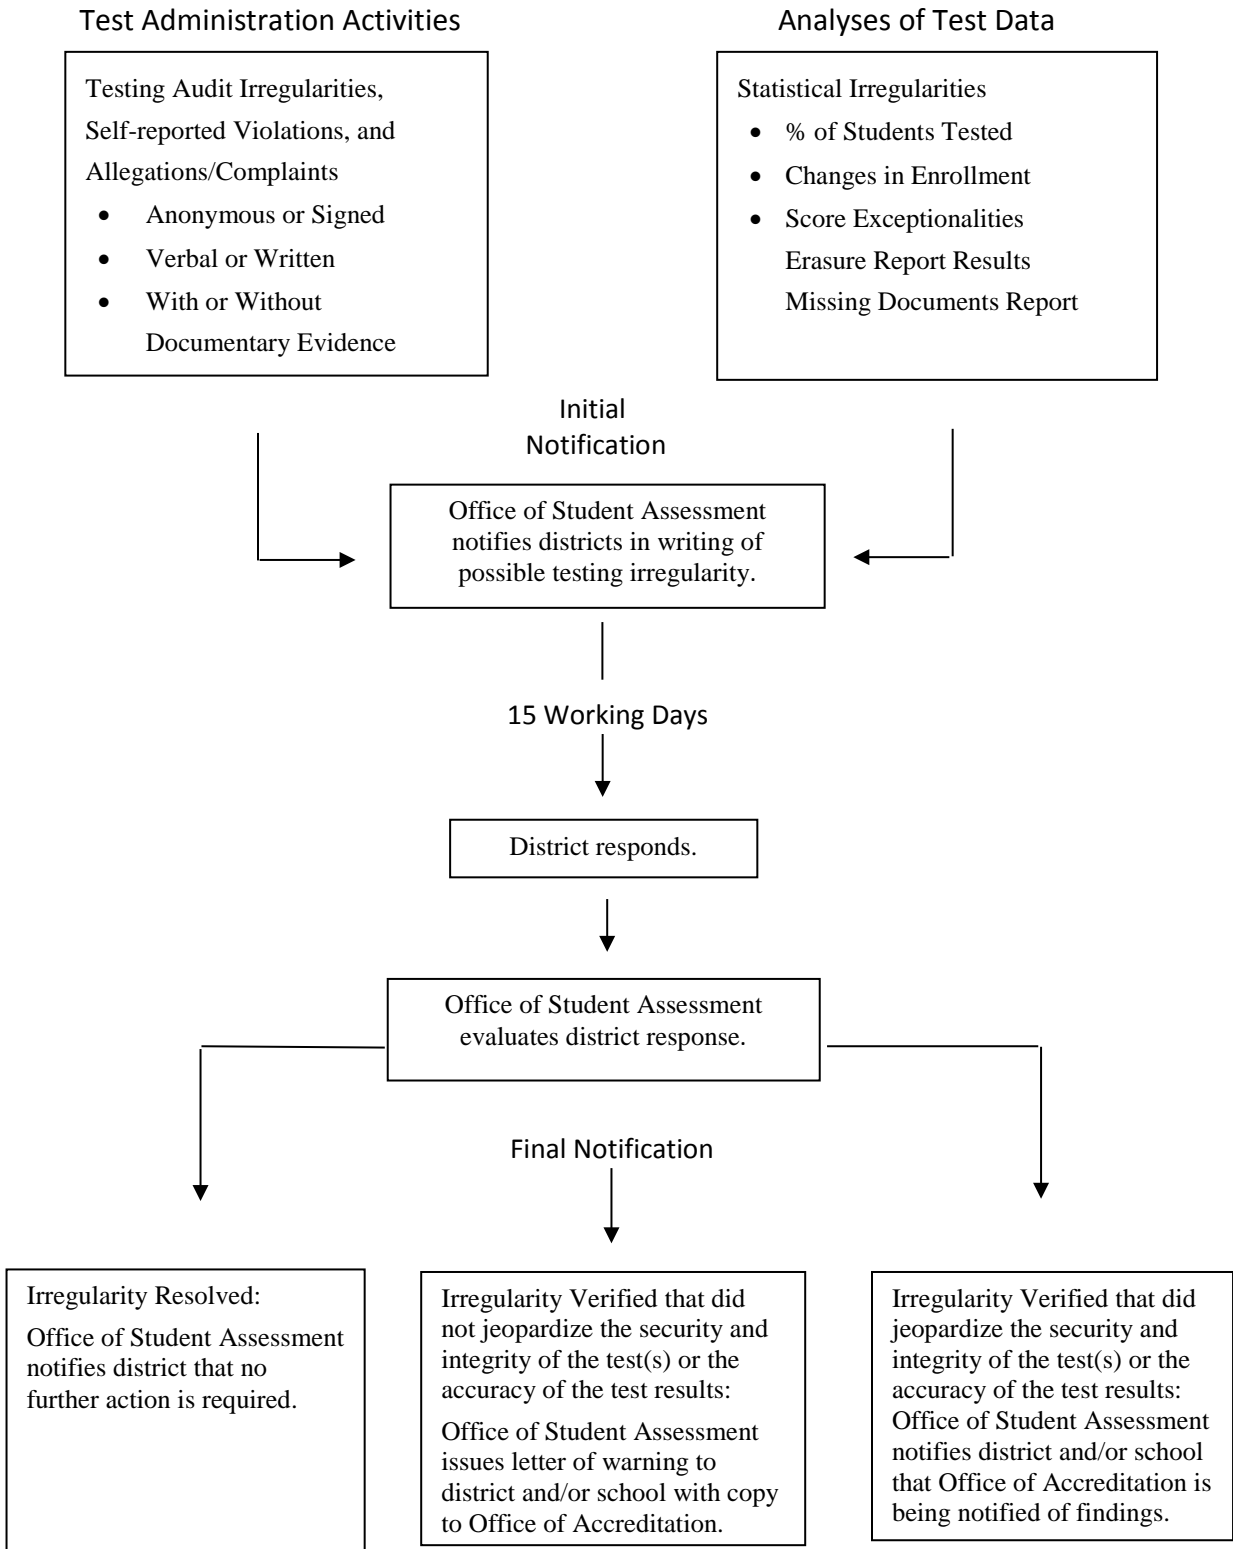 Test Administration Activities
Analyses of Test Data
Testing Audit Irregularities,
Self-reported Violations, and
Allegations/Complaints
• Anonymous or Signed
• Verbal or Written
• With or Without
Documentary Evidence
Statistical Irregularities
• % of Students Tested
• Changes in Enrollment
• Score Exceptionalities
Erasure Report Results
Missing Documents Report
Initial
Notification
Office of Student Assessment
notifies districts in writing of
possible testing irregularity.
15 Working Days
District responds.
Office of Student Assessment
evaluates district response.
Final Notification
Irregularity Resolved:
Office of Student Assessment
notifies district that no
further action is required.
Irregularity Verified that did
not jeopardize the security and
integrity of the test(s) or the
accuracy of the test results:
Office of Student Assessment
issues letter of warning to
district and/or school with copy
to Office of Accreditation.
Irregularity Verified that did
jeopardize the security and
integrity of the test(s) or the
accuracy of the test results:
Office of Student Assessment
notifies district and/or school
that Office of Accreditation is
being notified of findings.